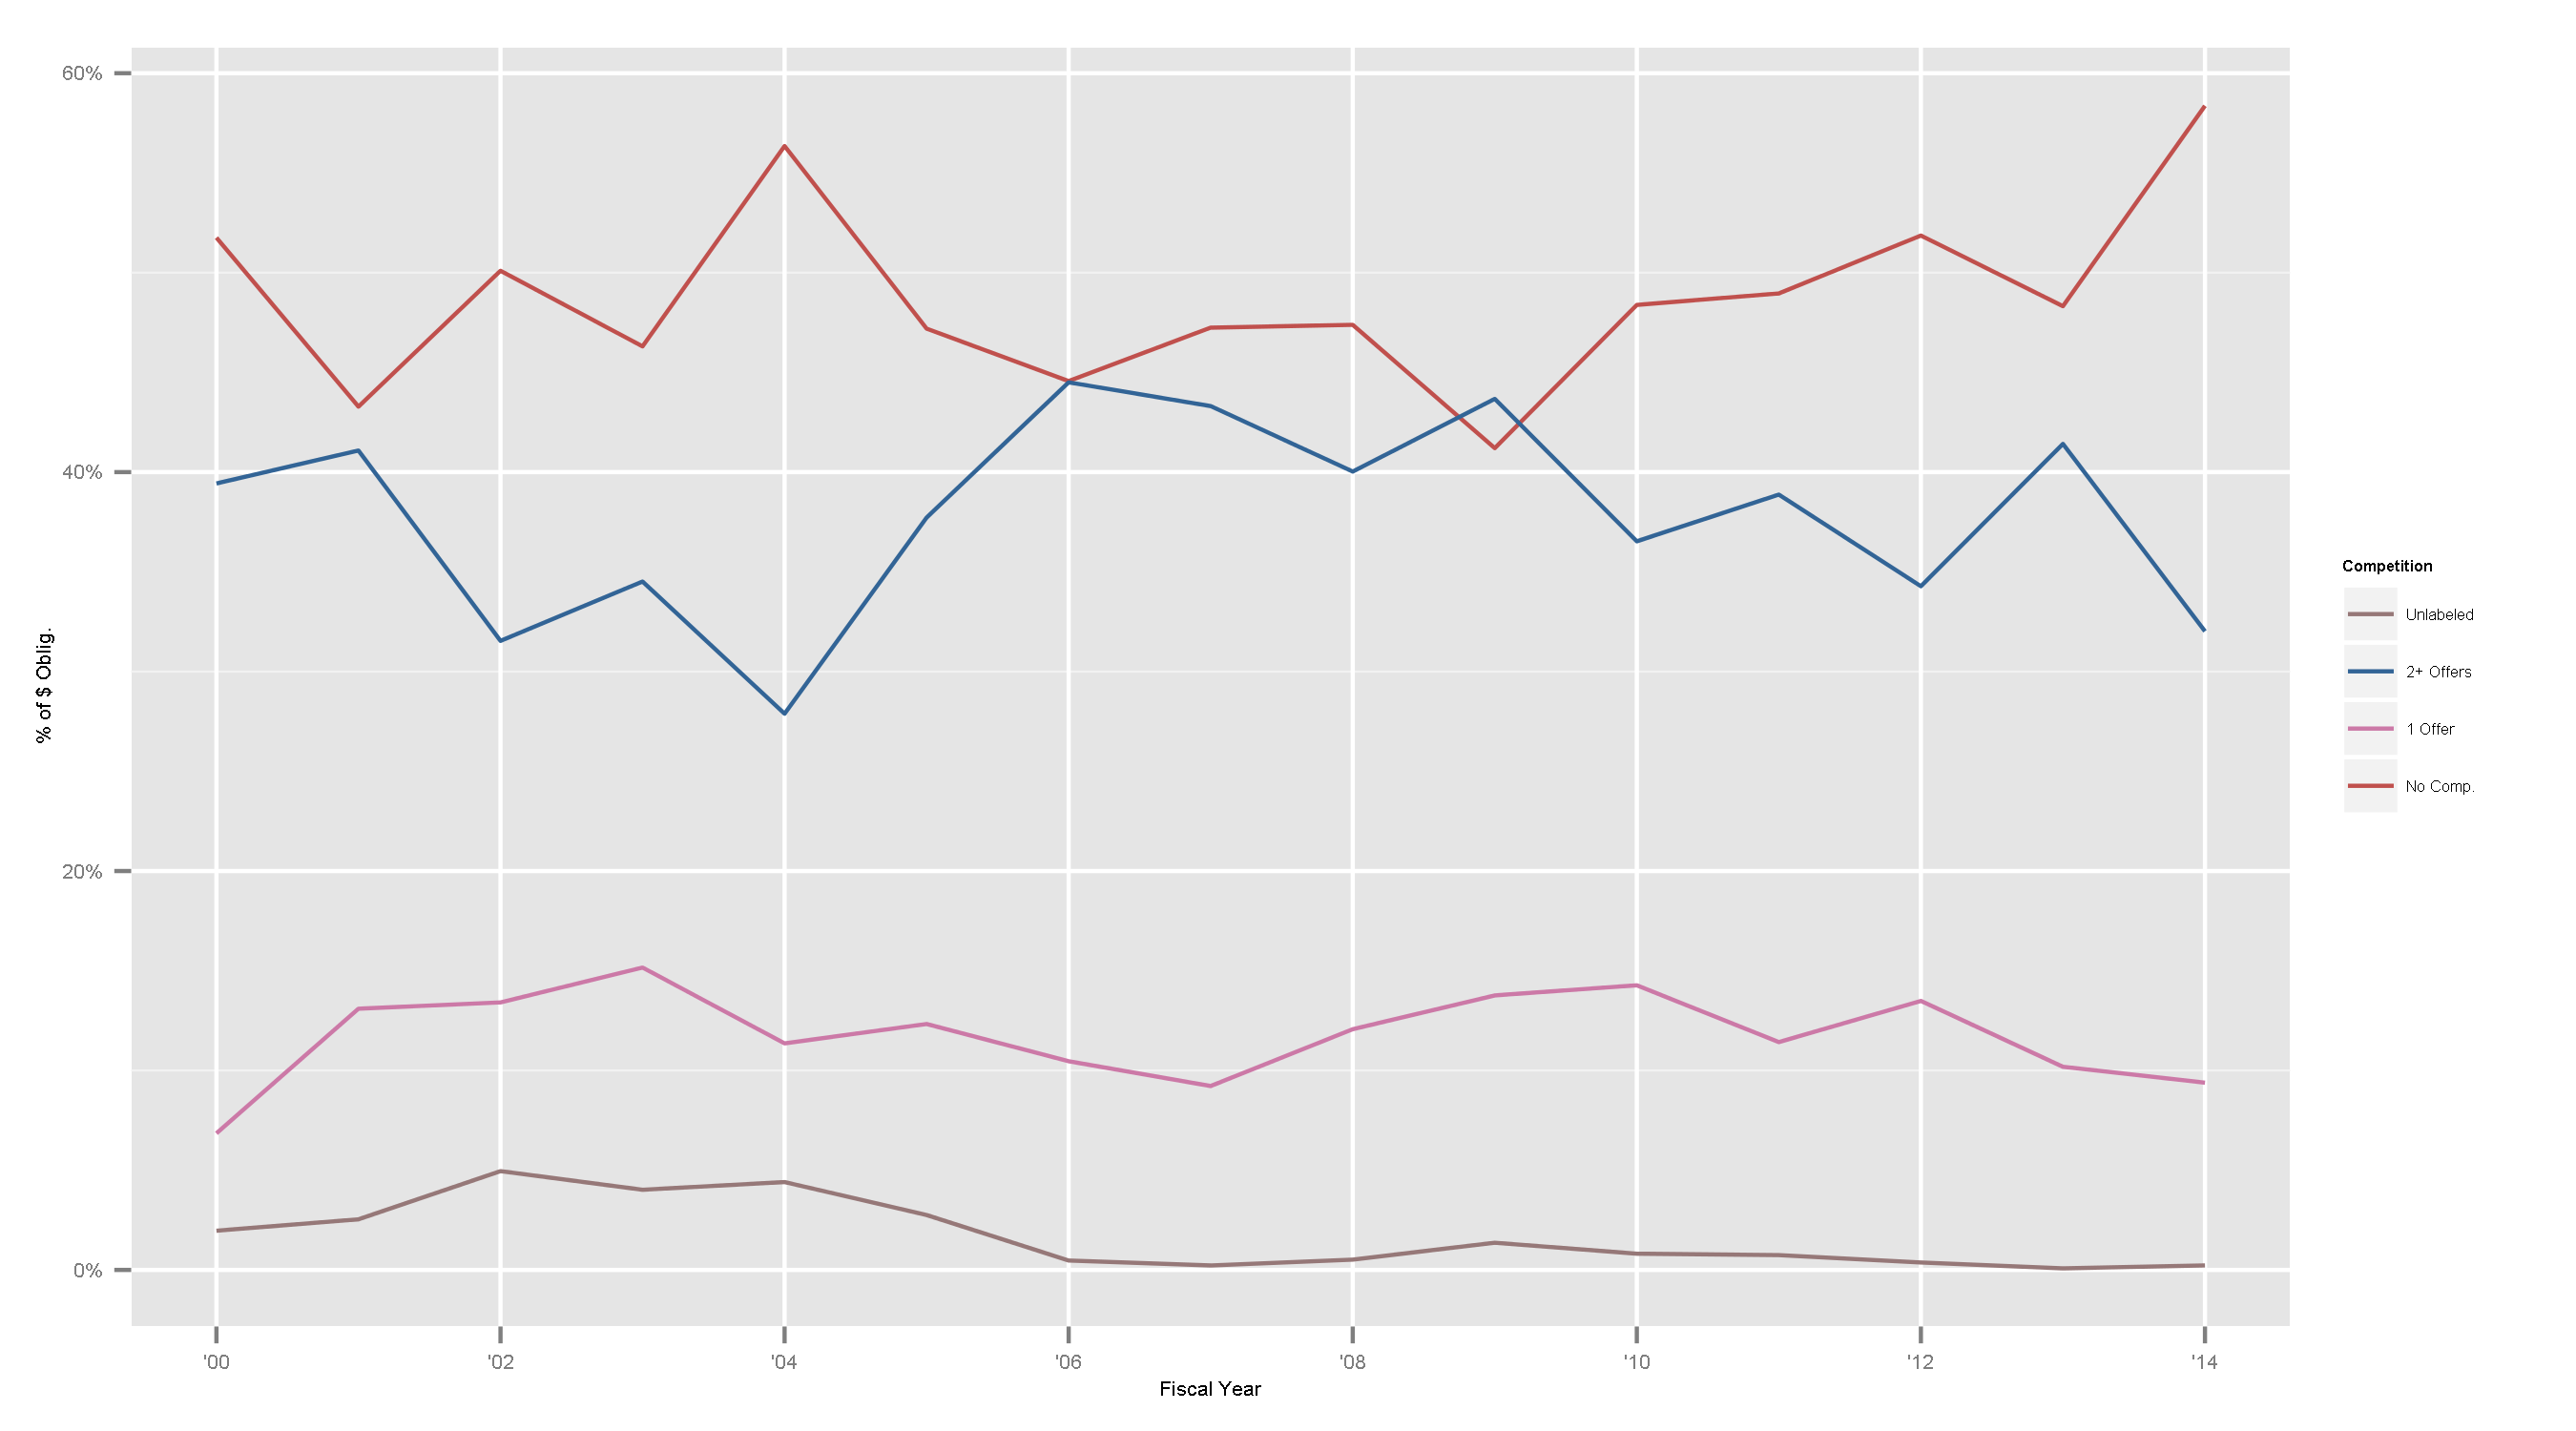 60%
40%
20%
0%
% of $ Oblig.
'00 '02 '04 '06 '08 '10 '12 '14
Fiscal Year
Competition
Unlabeled
2+ Offers
1 Offer
No Comp.